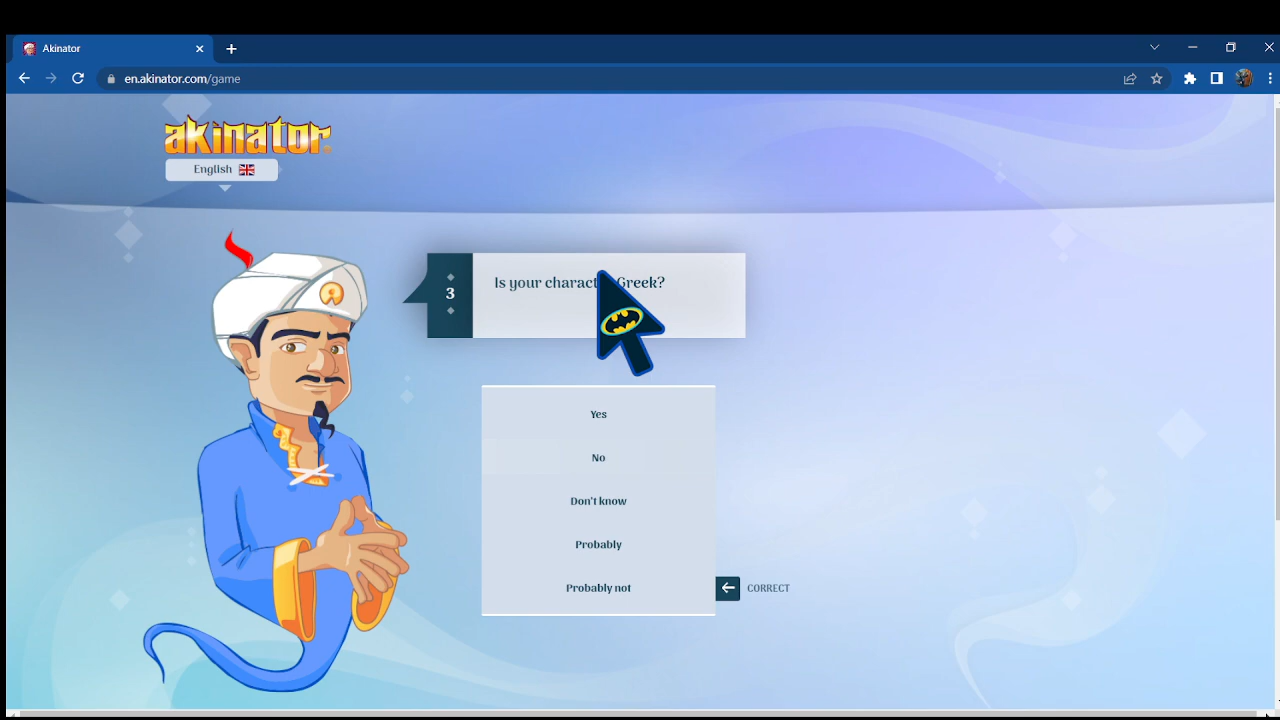 Akinator
en.akinator.com/game
akinator
English
3
Is your charact Greek?
Yes
No
Don't know
Probably
Probably not
CORRECT